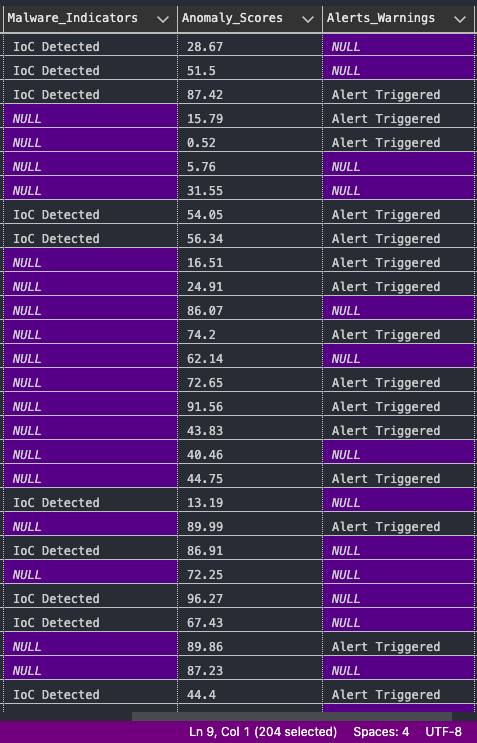 Malware_Indicators Anomaly_Scores Alerts_Warnings
IoC Detected 28.67 NULL
IoC Detected 51.5 NULL
IoC Detected 87.42 Alert Triggered
NULL 15.79 Alert Triggered
NULL 0.52 Alert Triggered
NULL 5.76 NULL
NULL 31.55 NULL
IoC Detected 54.05 Alert Triggered
IoC Detected 56.34 Alert Triggered
NULL 16.51 Alert Triggered
NULL 24.91 Alert Triggered
NULL 86.07 NULL
NULL 74.2 Alert Triggered
NULL 62.14 NULL
NULL 72.65 Alert Triggered
NULL 91.56 Alert Triggered
NULL 43.83 Alert Triggered
NULL 40.46 NULL
NULL 44.75 Alert Triggered
IoC Detected 13.19 NULL
NULL 89.99 Alert Triggered
IoC Detected 86.91 NULL
NULL 72.25 NULL
IoC Detected 96.27 NULL
IoC Detected 67.43 NULL
NULL 89.86 Alert Triggered
NULL 87.23 NULL
IoC Detected 44.4 Alert Triggered
Ln 9, Col 1 (204 selected) Spaces: 4 UTF-8